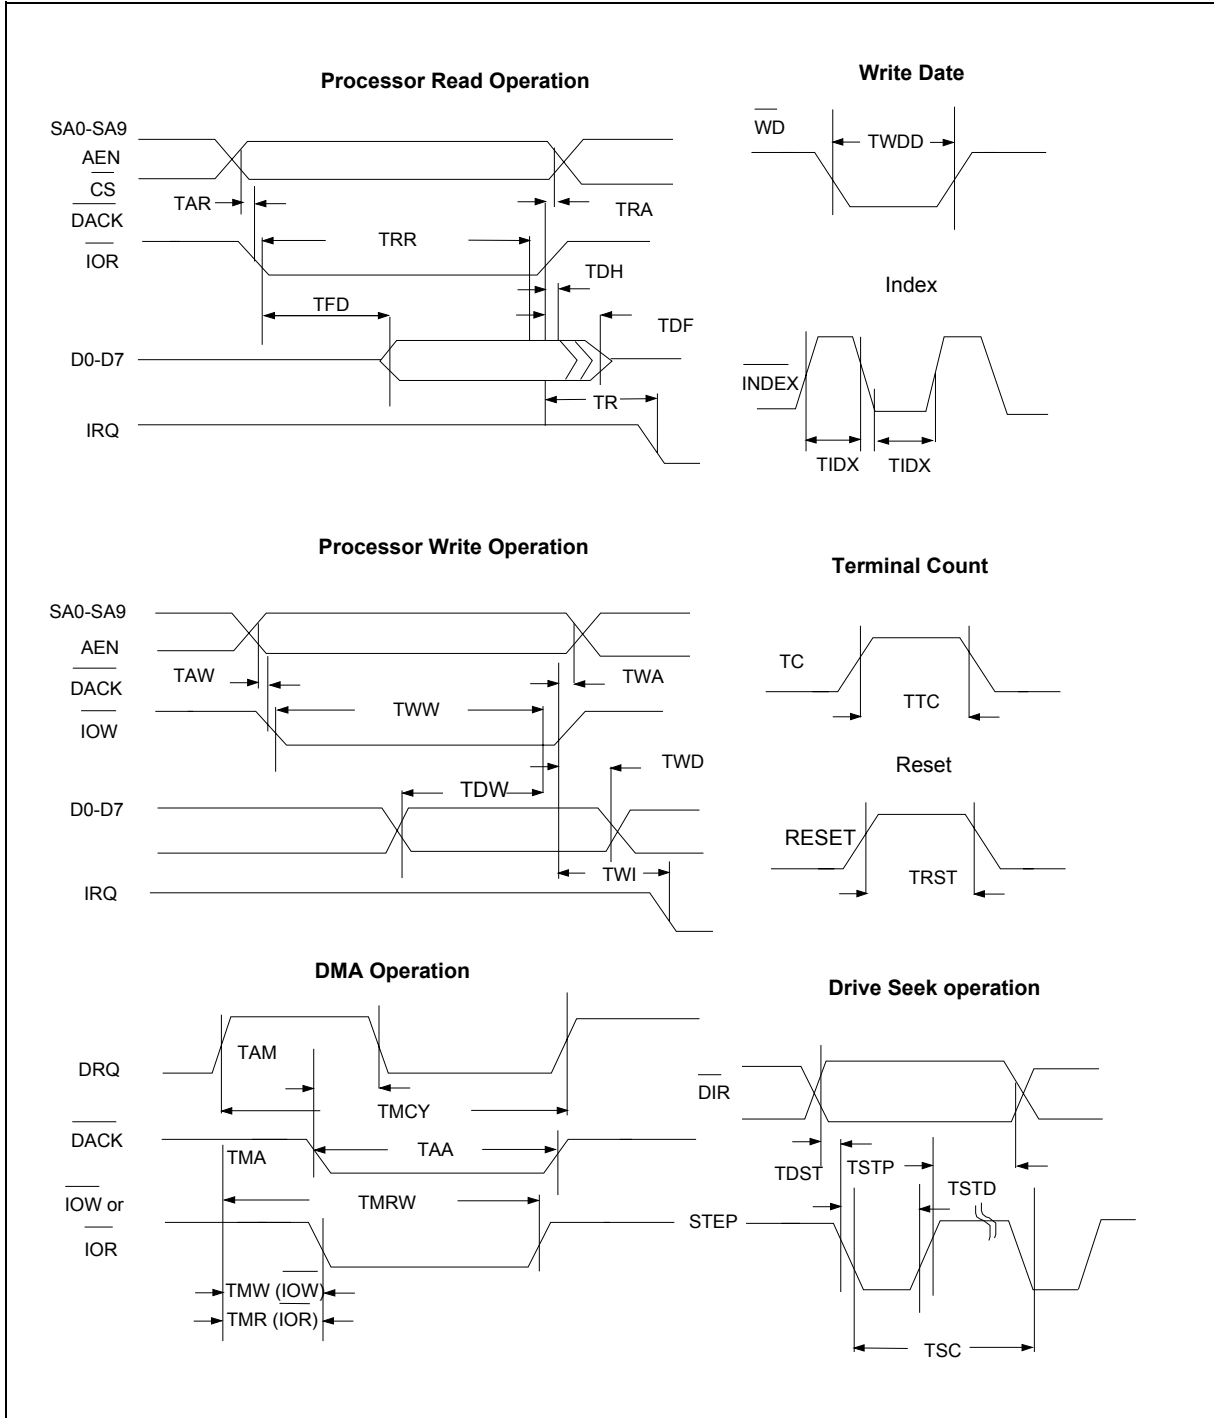 Processor Read Operation
SA0-SA9
AEN
CS
DACK
IOR
TAR
TRA
TRR
TDH
TFD
TDF
D0-D7
TR
IRQ
Write Date
WD
TWDD
Index
INDEX
TIDX
TIDX
Processor Write Operation
SA0-SA9
AEN
DACK
IOW
TAW
TWA
TWW
TWD
TDW
D0-D7
TWI
IRQ
Terminal Count
TC
TTC
Reset
RESET
TRST
DMA Operation
DRQ
TAM
TMCY
DACK
TMA
TAA
IOW or
IOR
TMRW
TMW (IOW)
TMR (IOR)
Drive Seek operation
DIR
TDST
TSTP
TSTD
STEP
TSC